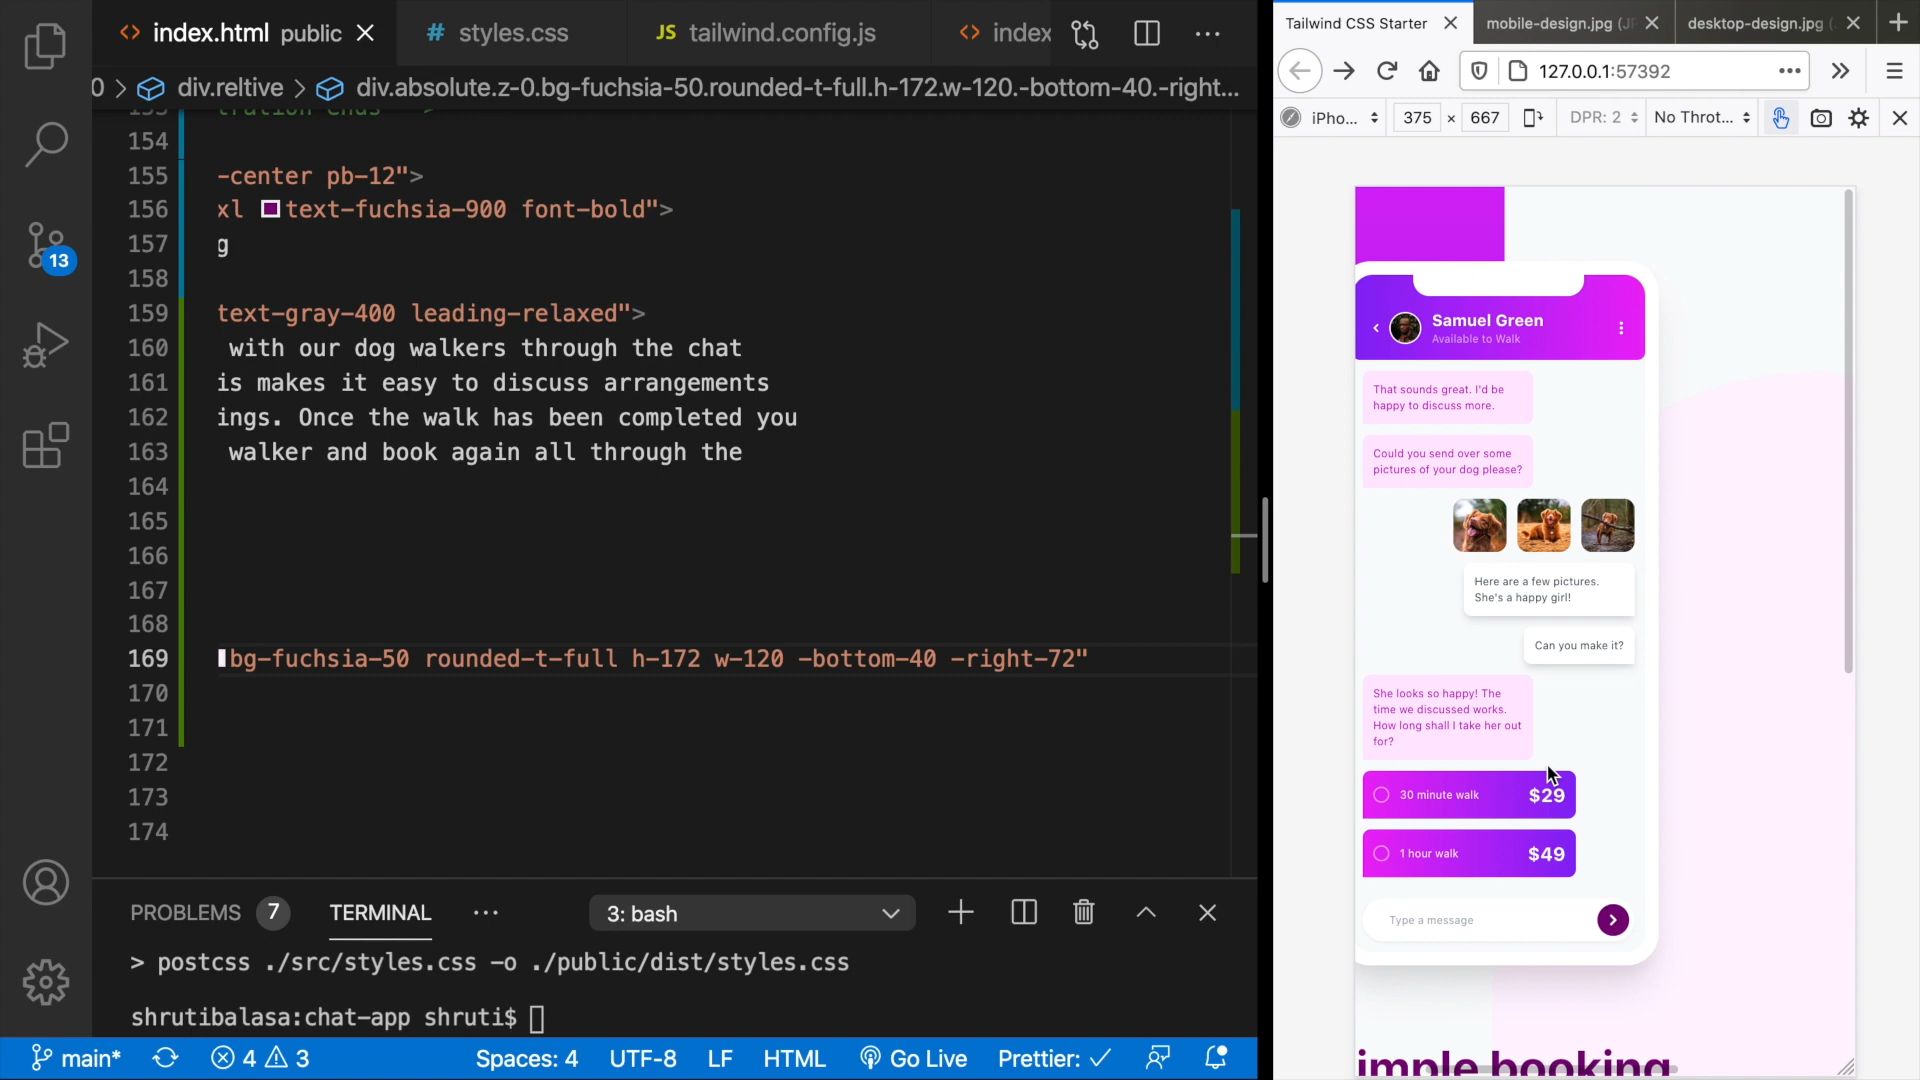 index.html public
# styles.css
JS tailwind.config.js
index
div.reltive
div.absolute.z-0.bg-fuchsia-50.rounded-t-full.h-172.w-120.-bottom-40.-right...
154
155 -center pb-12">
156 xl text-fuchsia-900 font-bold">
157 g
158
159 text-gray-400 leading-relaxed">
160 with our dog walkers through the chat
161 is makes it easy to discuss arrangements
162 ings. Once the walk has been completed you
163 walker and book again all through the
164
165
166
167
168
169 bg-fuchsia-50 rounded-t-full h-172 w-120 -bottom-40 -right-72"
170
171
172
173
174
13
PROBLEMS 7 TERMINAL ... 3: bash
> postcss ./src/styles.css -o ./public/dist/styles.css
shrutibalasa:chat-app shruti$
main* 4 3 Spaces: 4 UTF-8 LF HTML Go Live Prettier: ✓
Tailwind CSS Starter
mobile-design.jpg (JP
desktop-design.jpg (
127.0.0.1:57392
iPho... 375 × 667 DPR: 2 No Throt...
Samuel Green
Available to Walk
That sounds great. I'd be
happy to discuss more.
Could you send over some
pictures of your dog please?
Here are a few pictures.
She's a happy girl!
Can you make it?
She looks so happy! The
time we discussed works.
How long shall I take her out
for?
30 minute walk $29
1 hour walk $49
Type a message
imple booking